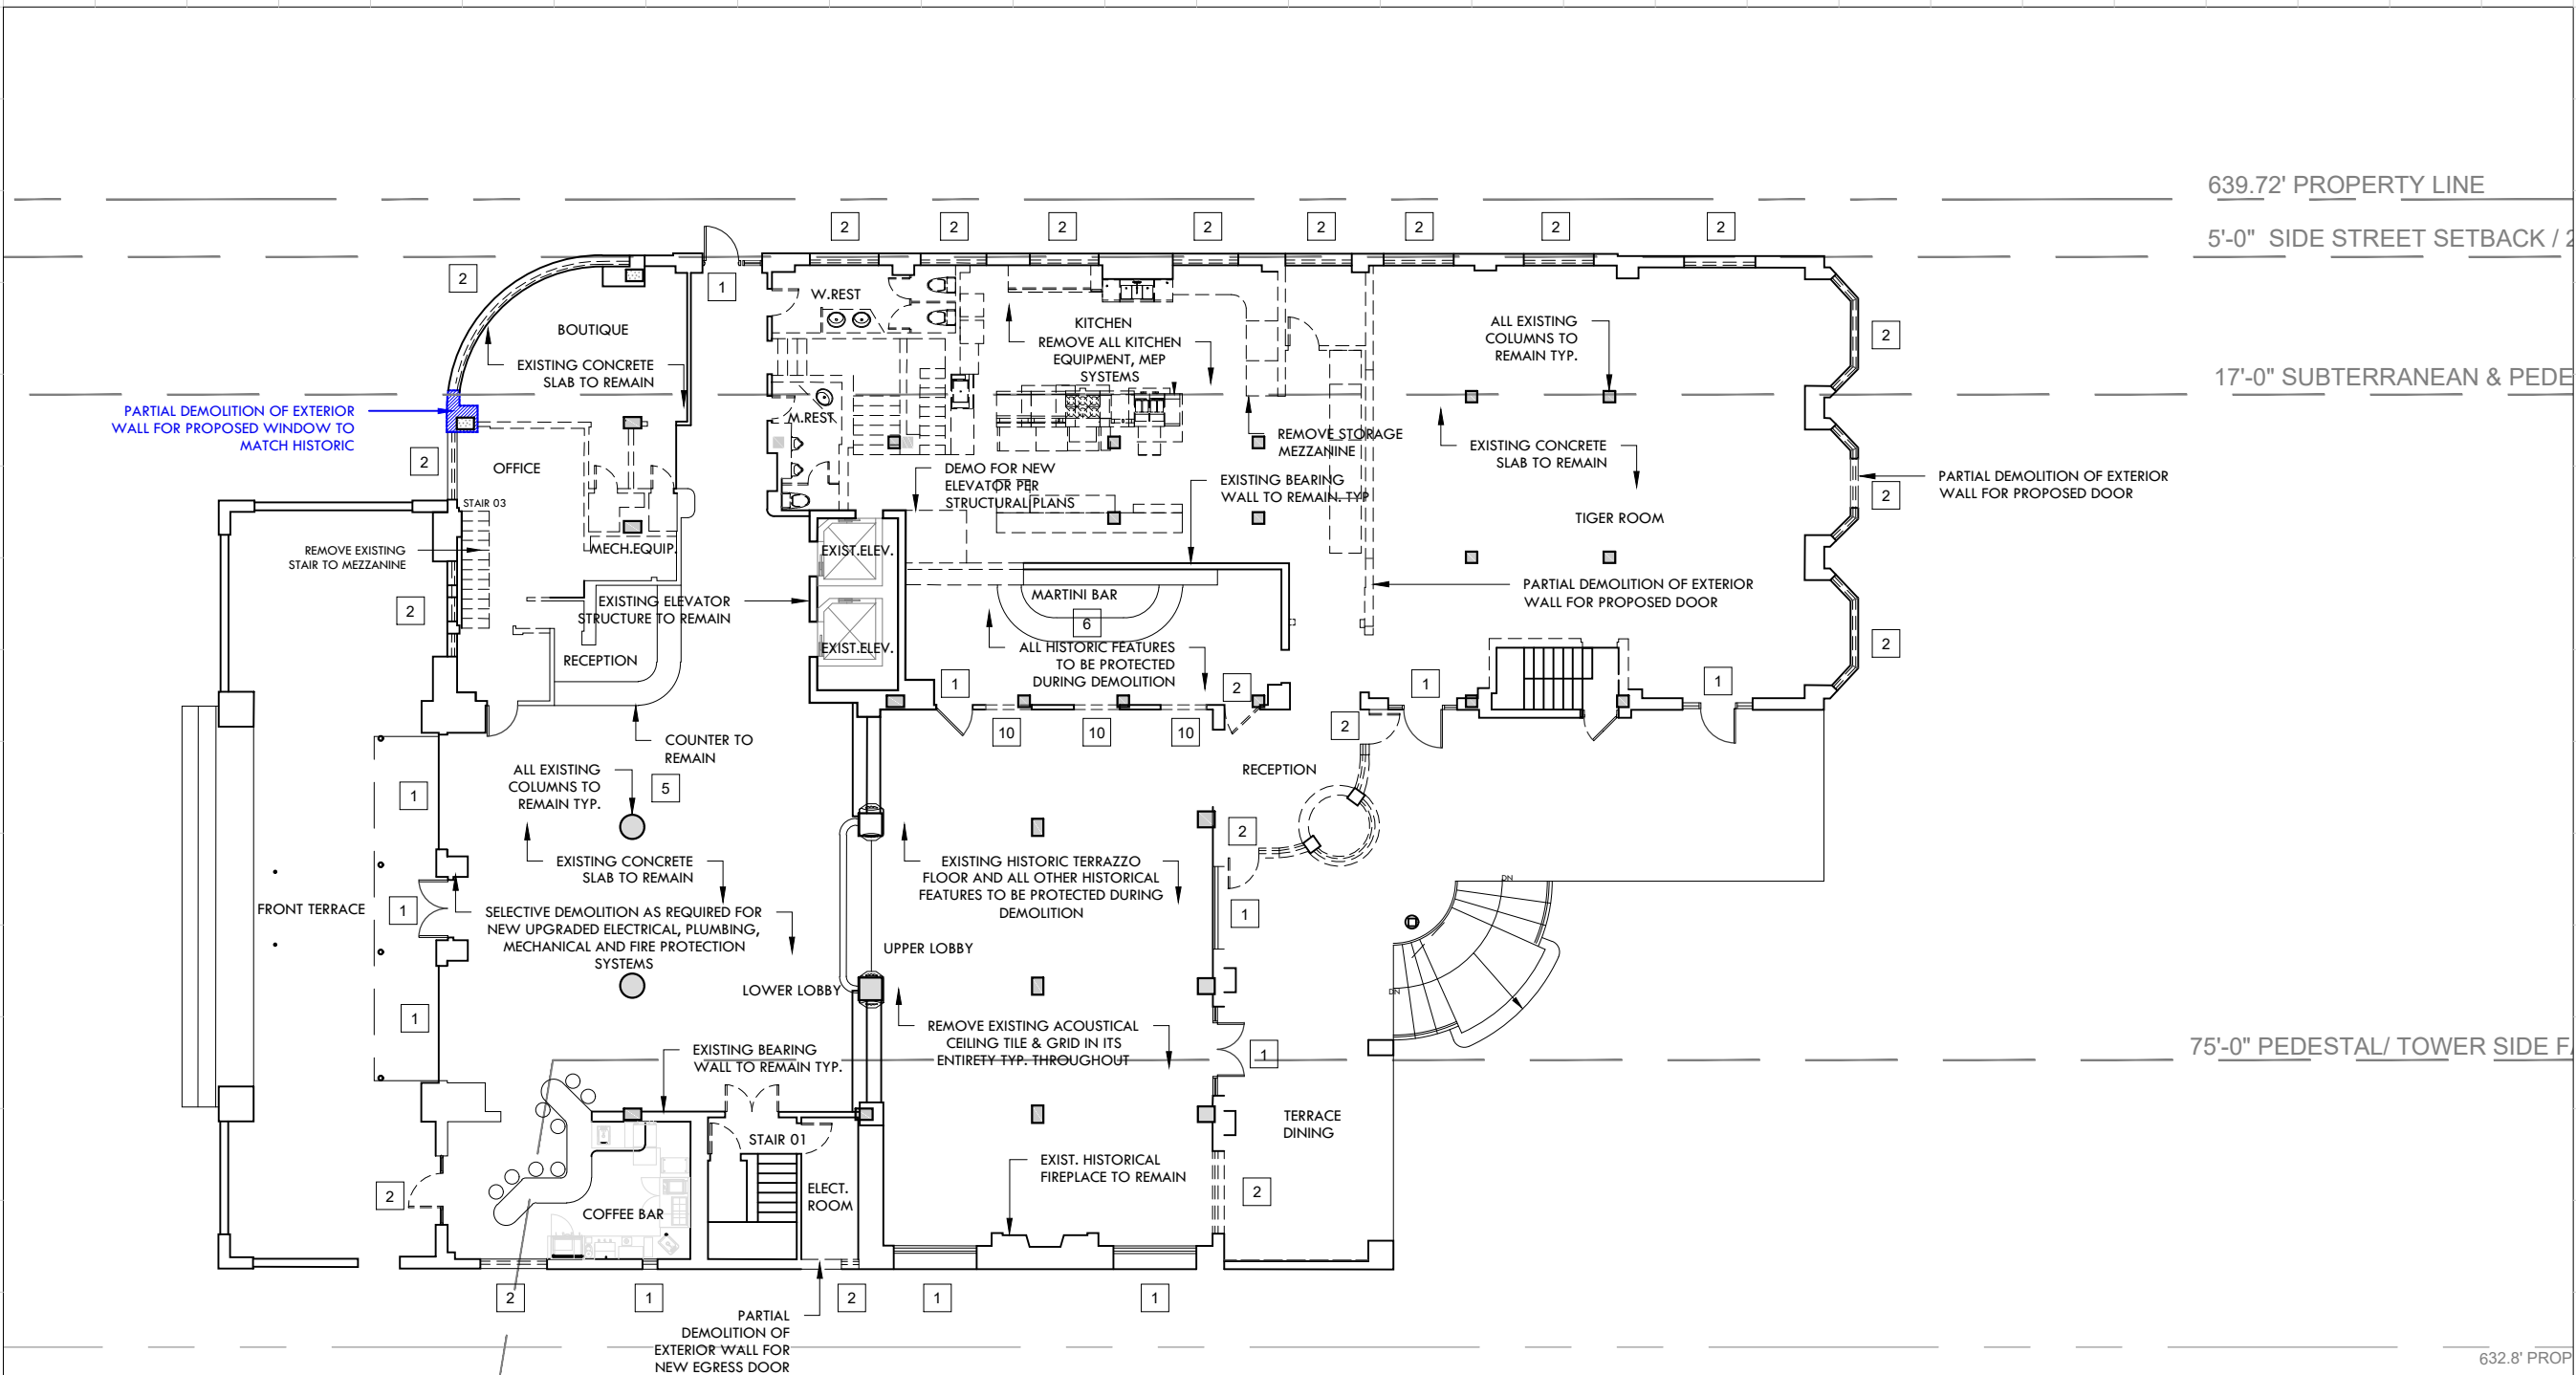 639.72' PROPERTY LINE
5'-0" SIDE STREET SETBACK / 2
2
2
2
2
2
2
2
2
2
1
W.REST
BOUTIQUE
KITCHEN
REMOVE ALL KITCHEN
EQUIPMENT, MEP
SYSTEMS
ALL EXISTING
COLUMNS TO
REMAIN TYP.
2
EXISTING CONCRETE
SLAB TO REMAIN
17'-0" SUBTERRANEAN & PEDE
PARTIAL DEMOLITION OF EXTERIOR
WALL FOR PROPOSED WINDOW TO
MATCH HISTORIC
M.REST
REMOVE STORAGE
MEZZANINE
EXISTING CONCRETE
SLAB TO REMAIN
2
OFFICE
DEMO FOR NEW
ELEVATOR PER
STRUCTURAL PLANS
EXISTING BEARING
WALL TO REMAIN. TYP
PARTIAL DEMOLITION OF EXTERIOR
WALL FOR PROPOSED DOOR
2
STAIR 03
TIGER ROOM
REMOVE EXISTING
STAIR TO MEZZANINE
MECH.EQUIP.
EXIST.ELEV.
PARTIAL DEMOLITION OF EXTERIOR
WALL FOR PROPOSED DOOR
MARTINI BAR
2
EXISTING ELEVATOR
STRUCTURE TO REMAIN
6
2
RECEPTION
EXIST.ELEV.
ALL HISTORIC FEATURES
TO BE PROTECTED
DURING DEMOLITION
1
2
1
1
10
10
10
2
COUNTER TO
REMAIN
RECEPTION
ALL EXISTING
COLUMNS TO
REMAIN TYP.
5
1
2
EXISTING CONCRETE
SLAB TO REMAIN
EXISTING HISTORIC TERRAZZO
FLOOR AND ALL OTHER HISTORICAL
FEATURES TO BE PROTECTED DURING
DEMOLITION
DN
FRONT TERRACE
1
SELECTIVE DEMOLITION AS REQUIRED FOR
NEW UPGRADED ELECTRICAL, PLUMBING,
MECHANICAL AND FIRE PROTECTION
SYSTEMS
1
UPPER LOBBY
LOWER LOBBY
DN
1
REMOVE EXISTING ACOUSTICAL
CEILING TILE & GRID IN ITS
ENTIRETY TYP. THROUGHOUT
75'-0" PEDESTAL/ TOWER SIDE FA
EXISTING BEARING
WALL TO REMAIN TYP.
1
TERRACE
DINING
STAIR 01
EXIST. HISTORICAL
FIREPLACE TO REMAIN
2
ELECT.
ROOM
2
COFFEE BAR
2
1
2
1
1
PARTIAL
DEMOLITION OF
EXTERIOR WALL FOR
NEW EGRESS DOOR
632.8' PROP